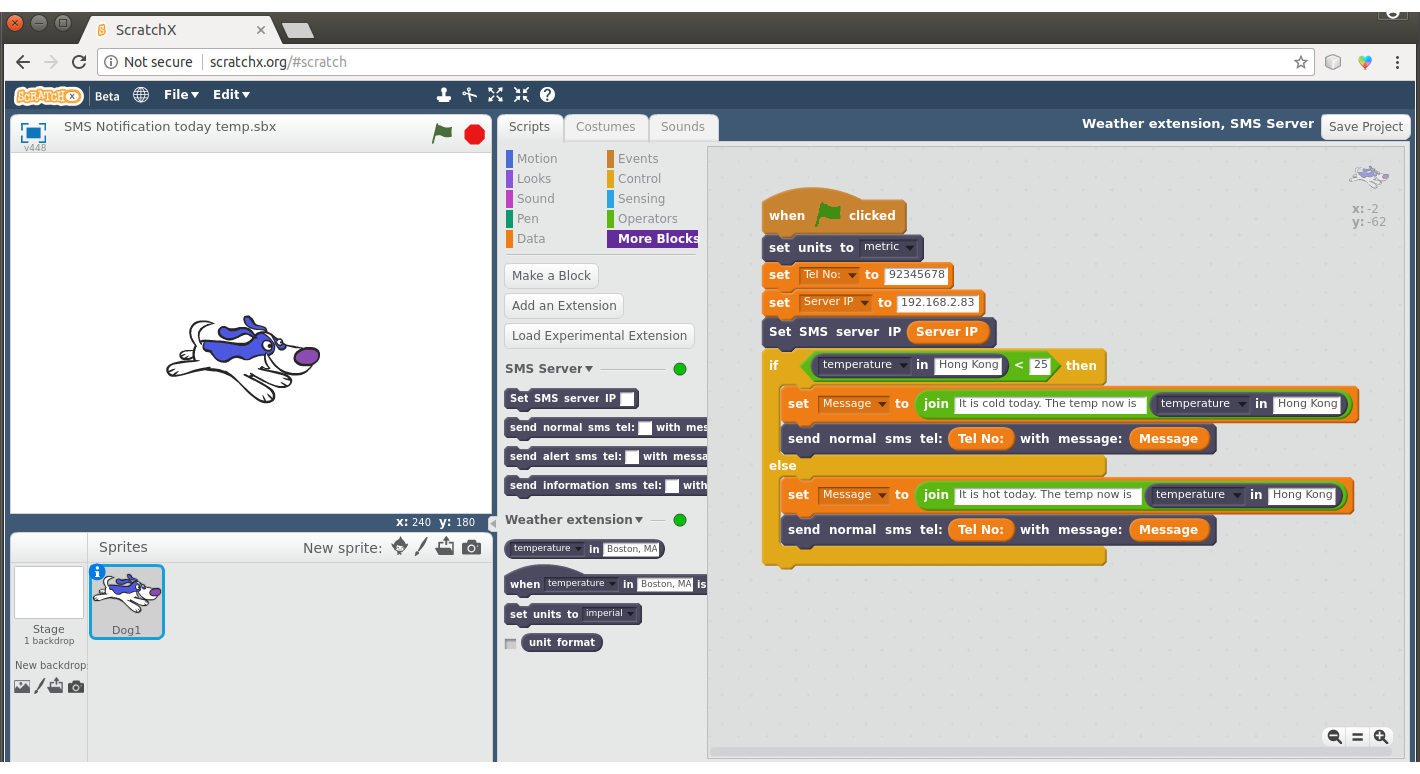 ScratchX
Not secure scratchx.org/#scratch
SCRATCHX Beta File Edit
SMS Notification today temp.sbx
v448
Scripts Costumes Sounds
Weather extension, SMS Server Save Project
Motion Events
Looks Control
Sound Sensing
Pen Operators
Data More Blocks
Make a Block
Add an Extension
Load Experimental Extension
SMS Server
Set SMS server IP
send normal sms tel: with mes
send alert sms tel: with messa
send information sms tel: with
Weather extension
temperature in Boston, MA
when temperature in Boston, MA is
set units to imperial
unit format
when clicked
set units to metric
set Tel No: to 92345678
set Server IP to 192.168.2.83
Set SMS server IP Server IP
if temperature in Hong Kong < 25 then
set Message to join It is cold today. The temp now is temperature in Hong Kong
send normal sms tel: Tel No: with message: Message
else
set Message to join It is hot today. The temp now is temperature in Hong Kong
send normal sms tel: Tel No: with message: Message
x: -2
y: -62
x: 240 y: 180
Sprites New sprite:
Stage
1 backdrop
New backdrop:
i
Dog1